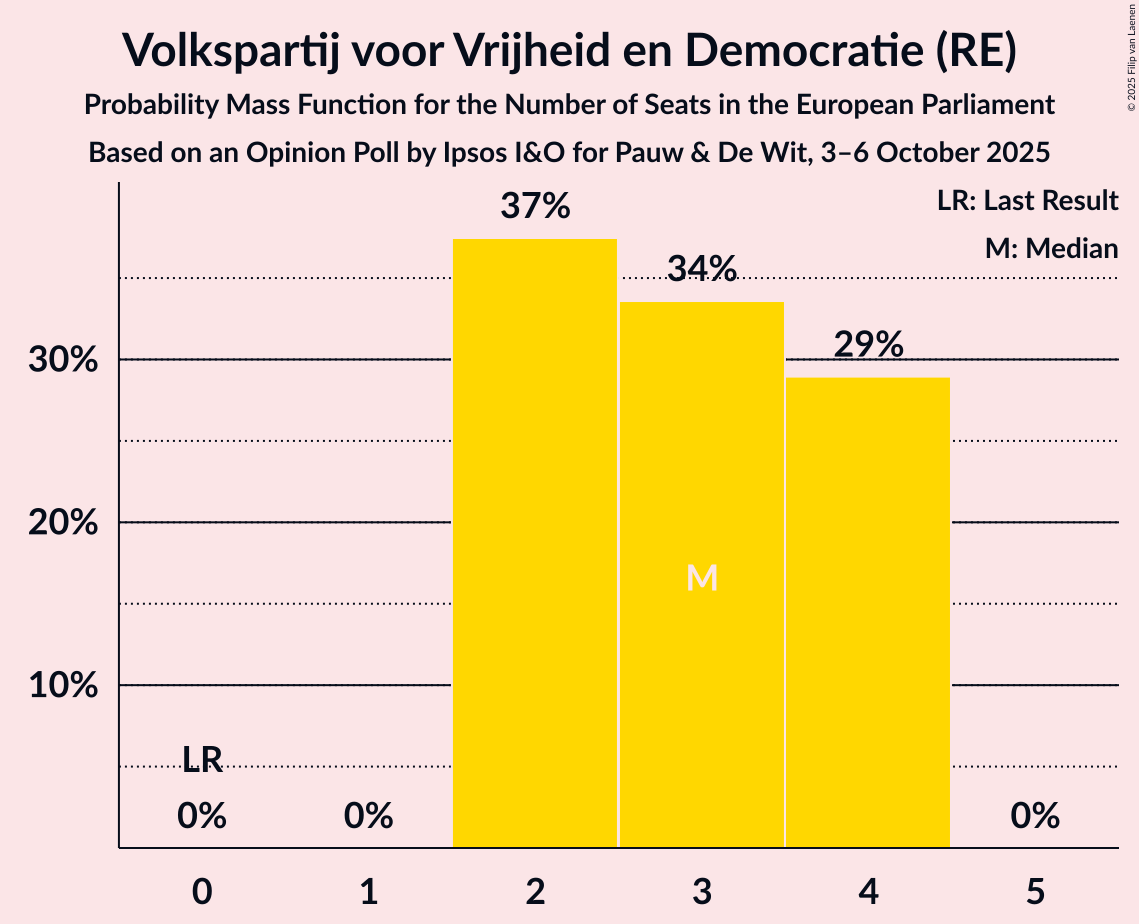 Volkspartij voor Vrijheid en Democratie (RE)
Probability Mass Function for the Number of Seats in the European Parliament
Based on an Opinion Poll by Ipsos I&O for Pauw & De Wit, 3–6 October 2025
© 2025 Filip van Laenen
LR: Last Result
M: Median
37%
34%
29%
30%
20%
10%
M
LR
0%
0%
0%
0 1 2 3 4 5